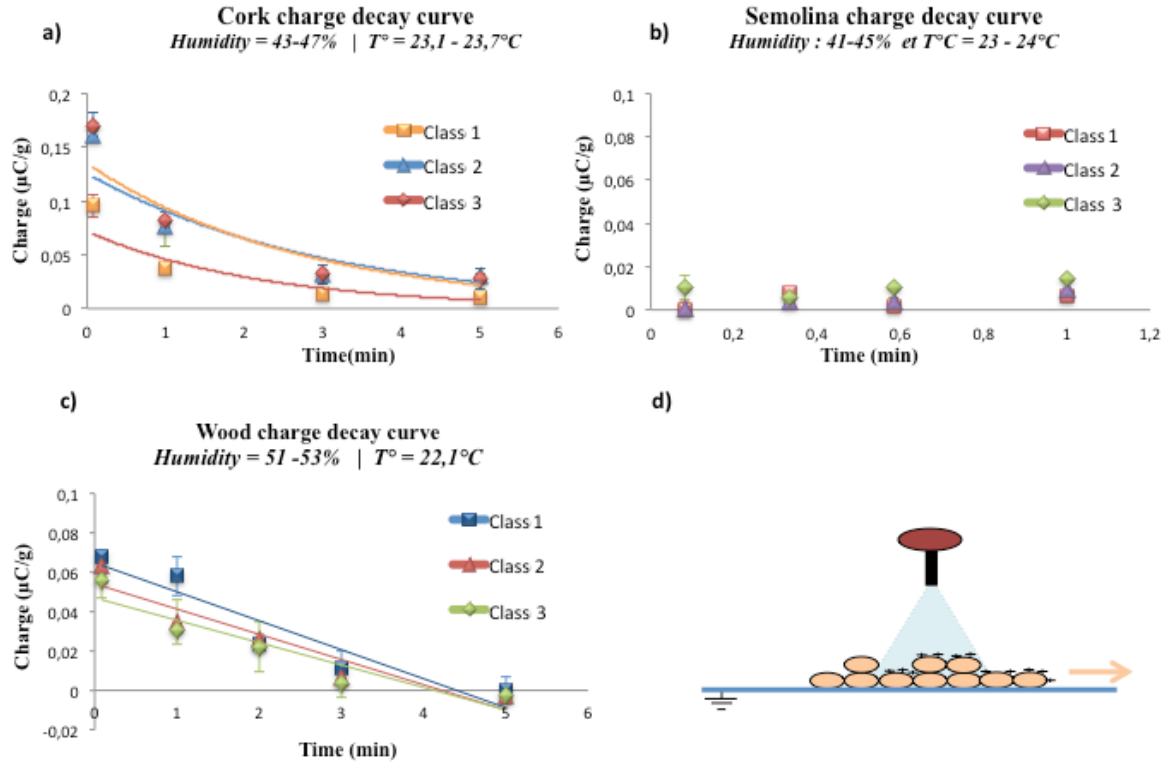 a)
Cork charge decay curve
Humidity = 43-47% | T° = 23,1 - 23,7°C
0,2
0,15
0,1
0,05
0
Charge (µC/g)
Class 1
Class 2
Class 3
0 1 2 3 4 5 6
Time(min)
b)
Semolina charge decay curve
Humidity : 41-45% et T°C = 23 - 24°C
0,1
0,08
0,06
0,04
0,02
0
Charge (µC/g)
Class 1
Class 2
Class 3
0 0,2 0,4 0,6 0,8 1 1,2
Time (min)
c)
Wood charge decay curve
Humidity = 51 -53% | T° = 22,1°C
0,1
0,08
0,06
0,04
0,02
0
-0,02
Charge (µC/g)
Class 1
Class 2
Class 3
0 1 2 3 4 5 6
Time (min)
d)